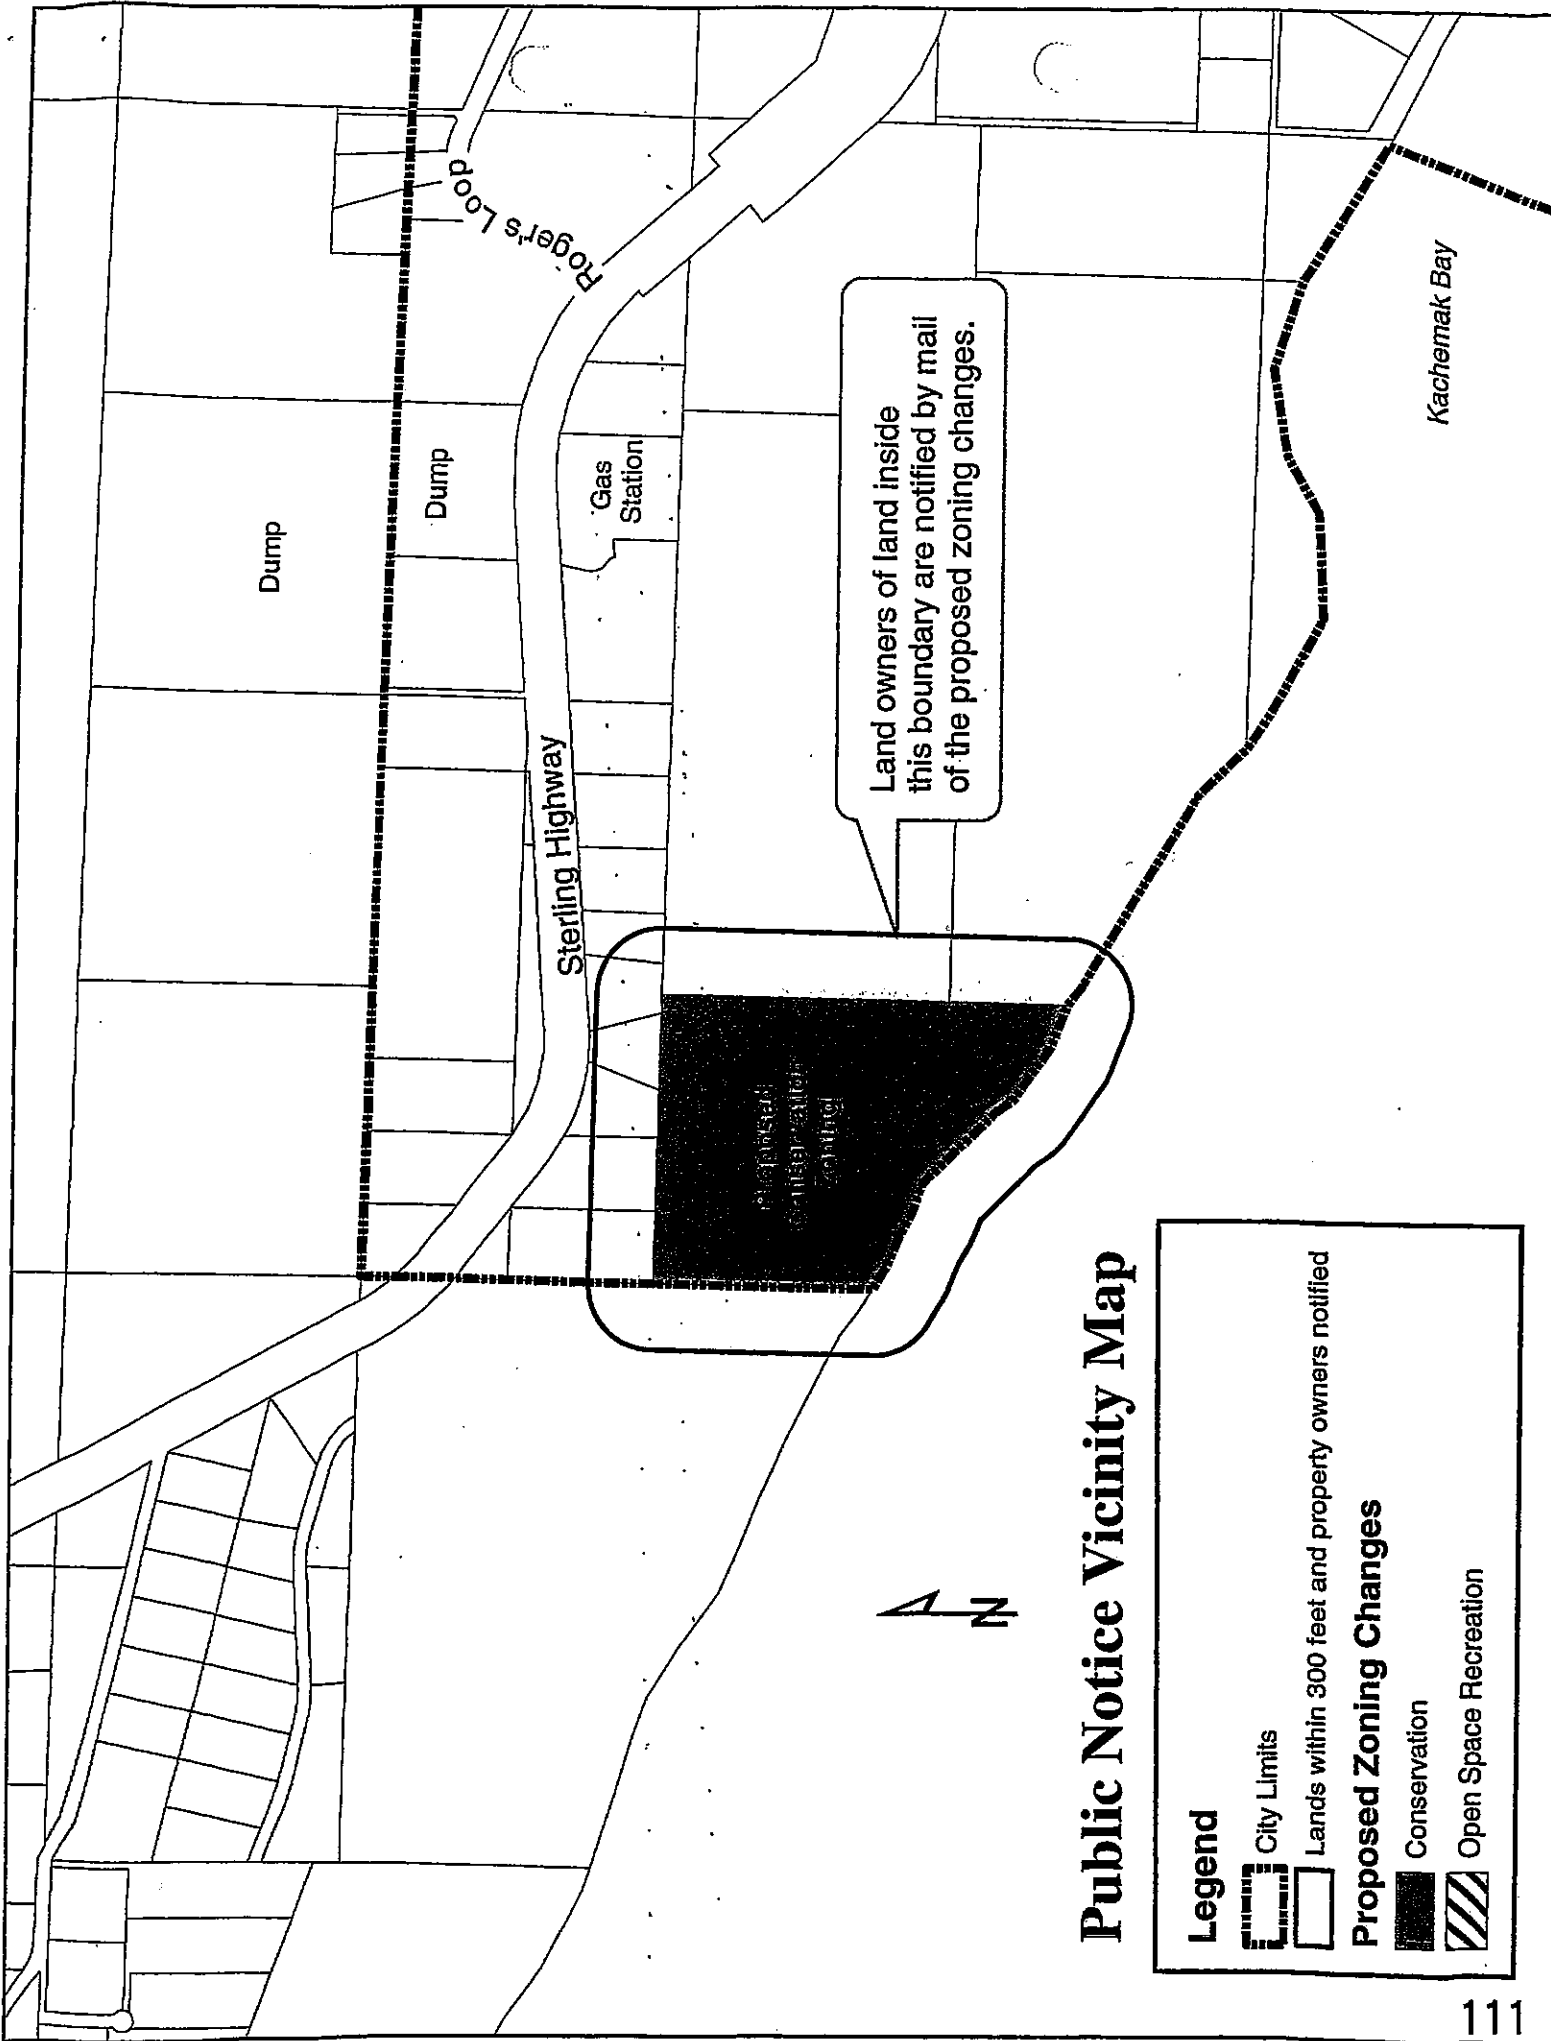 Roger's Loop
Dump
Dump
Gas
Station
Sterling Highway
Land owners of land inside
this boundary are notified by mail
of the proposed zoning changes.
Kachemak Bay
Zoning
N
Public Notice Vicinity Map
Legend
City Limits
Lands within 300 feet and property owners notified
Proposed Zoning Changes
Conservation
Open Space Recreation
111